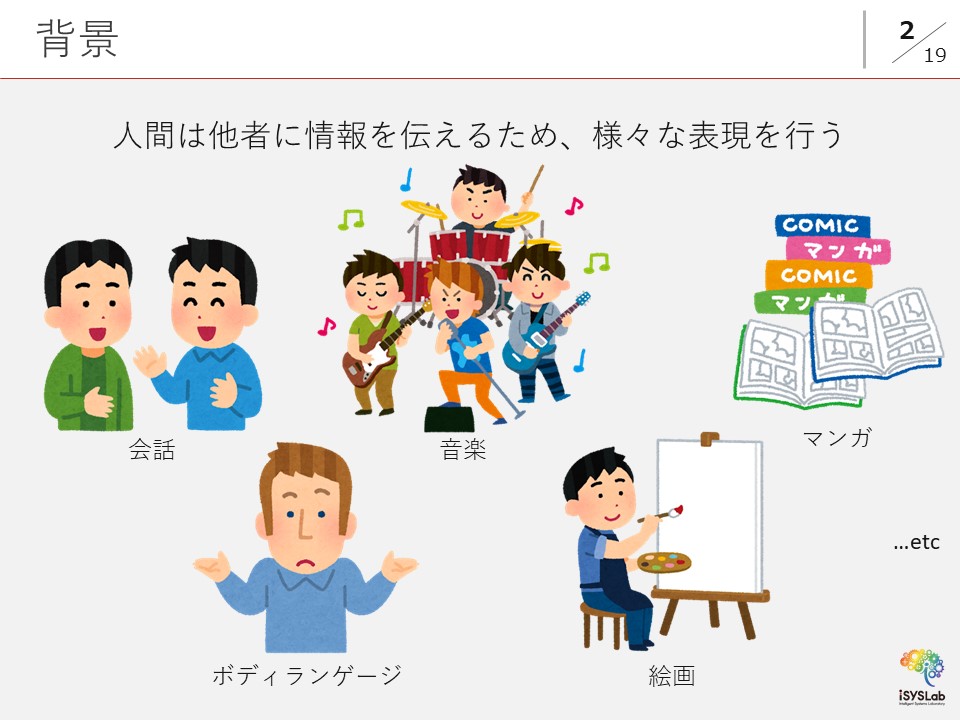 背景
2
19
人間は他者に情報を伝えるため、様々な表現を行う
COMIC
マンガ
COMIC
マンガ
会話
音楽
マンガ
...etc
ボディランゲージ
絵画
iSYSLab
Intelligent Systems Laboratory